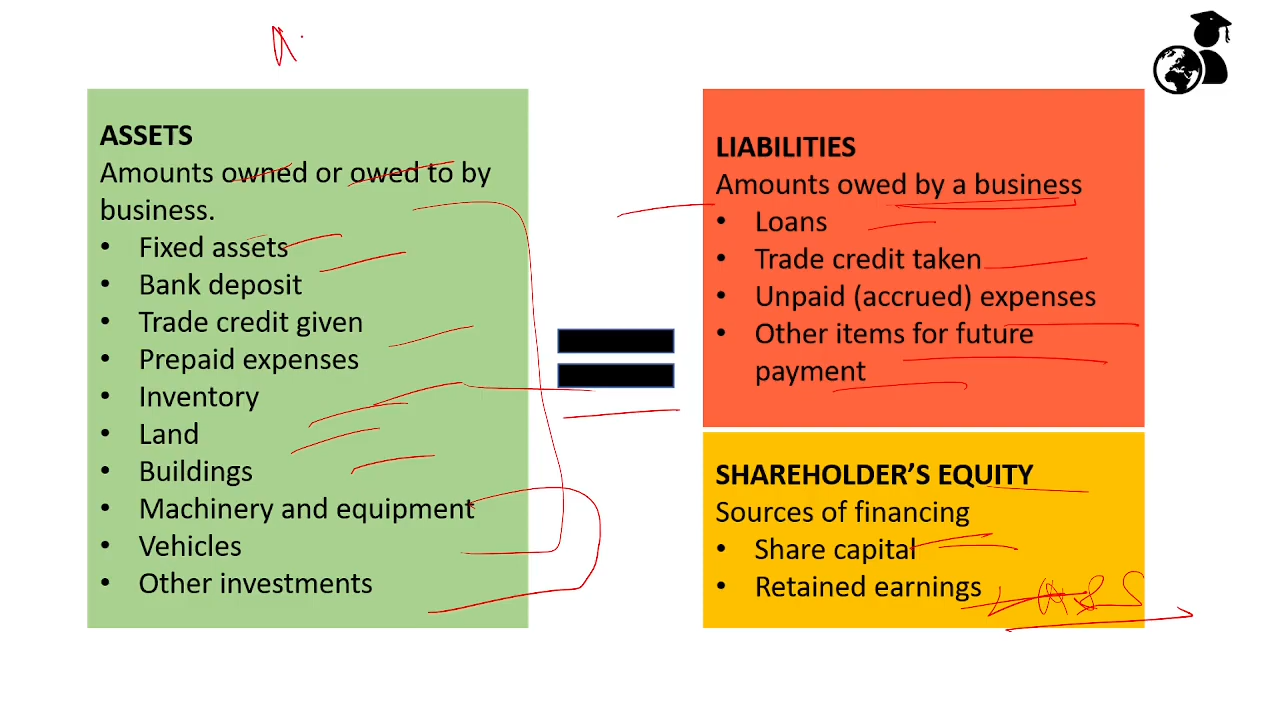 ASSETS
Amounts owned or owed to by
business.
• Fixed assets
• Bank deposit
• Trade credit given
• Prepaid expenses
• Inventory
• Land
• Buildings
• Machinery and equipment
• Vehicles
• Other investments
LIABILITIES
Amounts owed by a business
• Loans
• Trade credit taken
• Unpaid (accrued) expenses
• Other items for future
payment
SHAREHOLDER’S EQUITY
Sources of financing
• Share capital
• Retained earnings